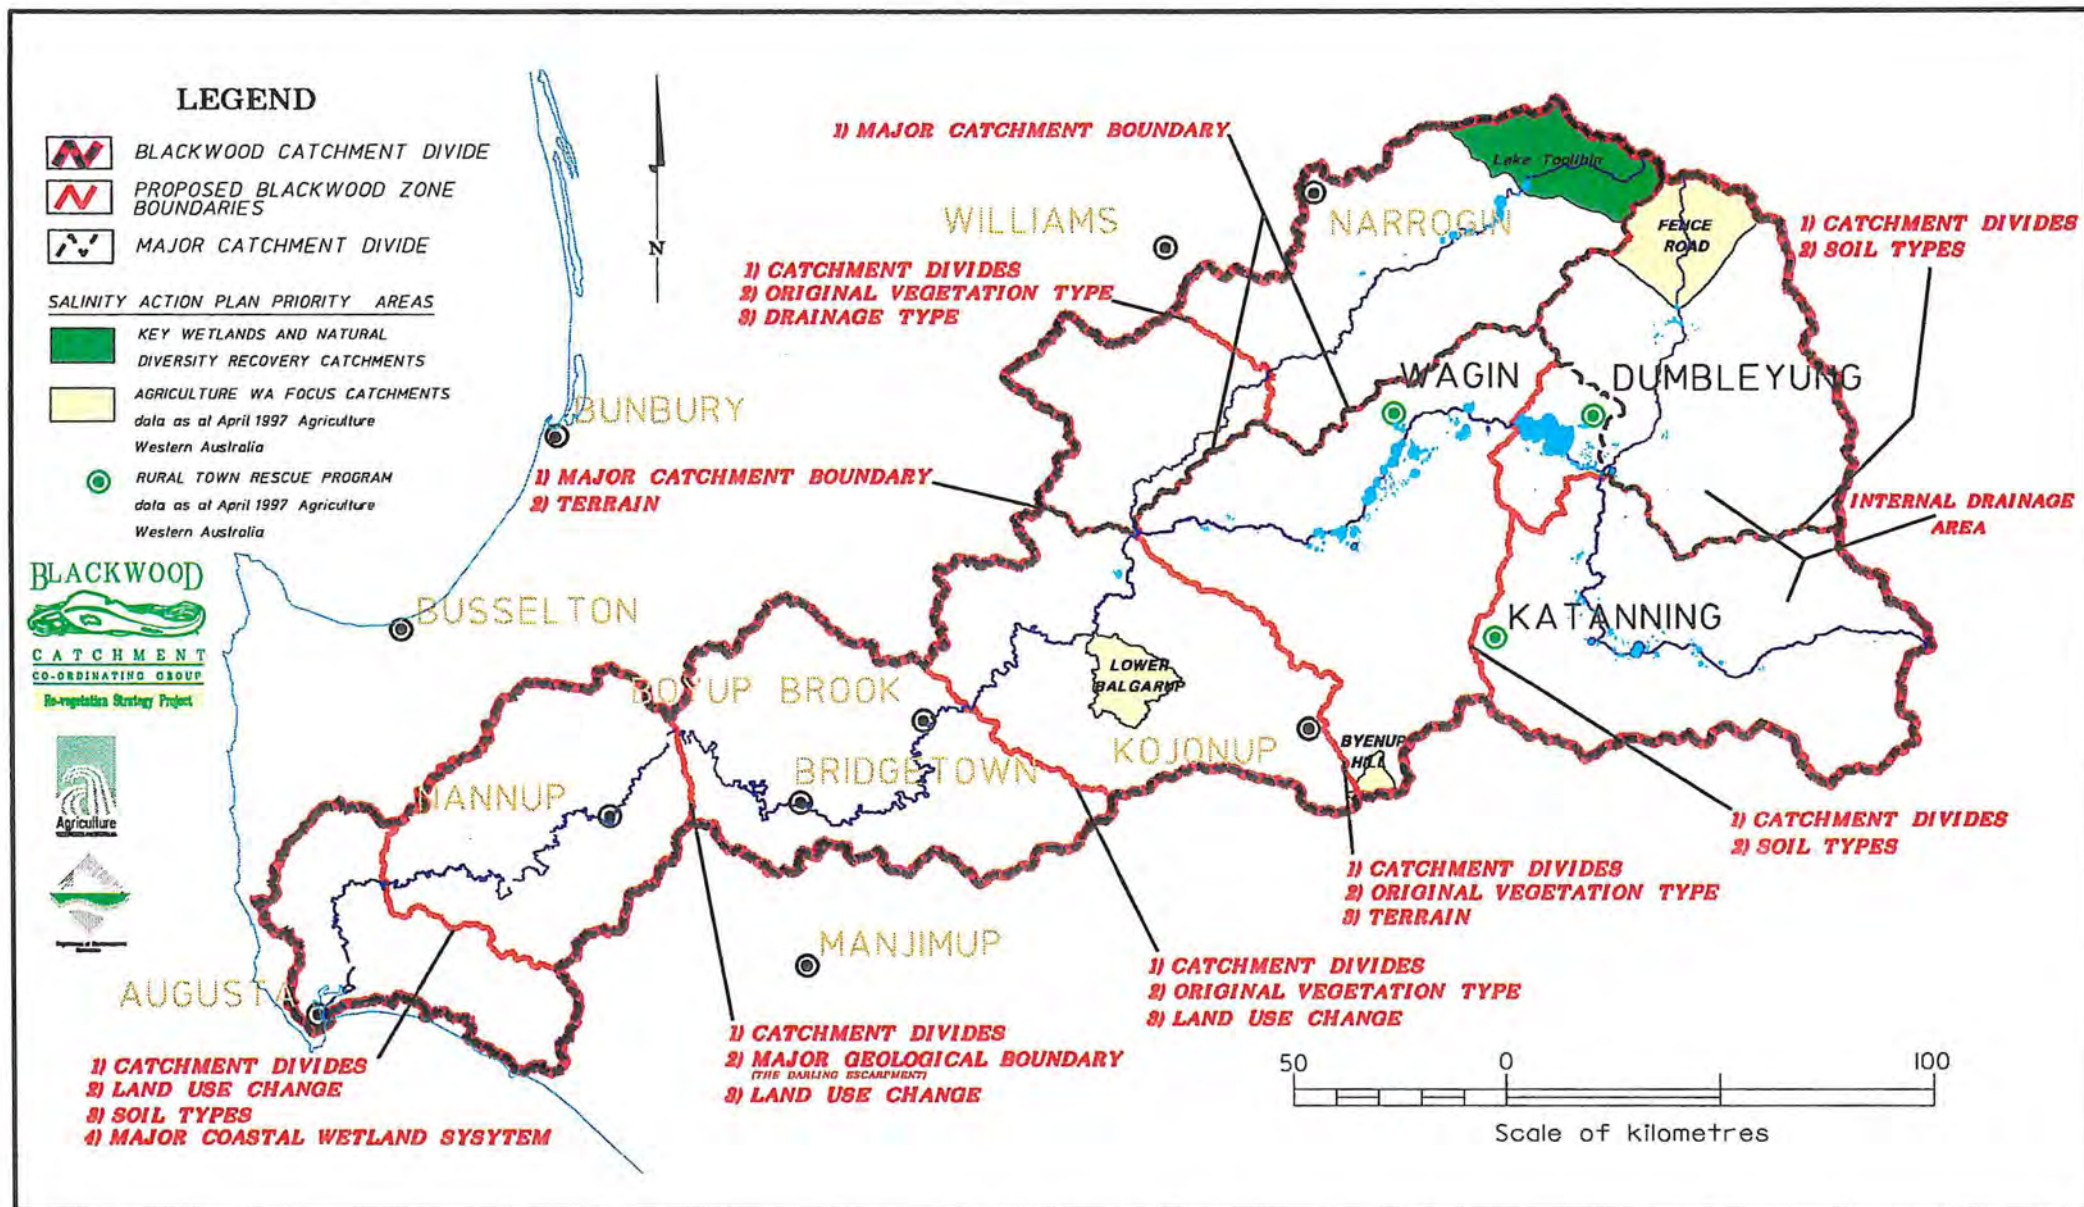 LEGEND
BLACKWOOD CATCHMENT DIVIDE
PROPOSED BLACKWOOD ZONE
BOUNDARIES
MAJOR CATCHMENT DIVIDE
SALINITY ACTION PLAN PRIORITY AREAS
KEY WETLANDS AND NATURAL
DIVERSITY RECOVERY CATCHMENTS
AGRICULTURE WA FOCUS CATCHMENTS
data as at April 1997 Agriculture
Western Australia
RURAL TOWN RESCUE PROGRAM
data as at April 1997 Agriculture
Western Australia
BLACKWOOD
CATCHMENT
CO-ORDINATING GROUP
Re-vegetation Strategy Project
Agriculture
N
1) MAJOR CATCHMENT BOUNDARY
Lake Toolibin
WILLIAMS
NARROGIN
FENCE
ROAD
1) CATCHMENT DIVIDES
2) SOIL TYPES
1) CATCHMENT DIVIDES
2) ORIGINAL VEGETATION TYPE
3) DRAINAGE TYPE
WAGIN
DUMBLEYUNG
BUNBURY
1) MAJOR CATCHMENT BOUNDARY
2) TERRAIN
INTERNAL DRAINAGE
AREA
BUSSELTON
KATANNING
LOWER
BALGARUP
BOYUP BROOK
KOJONUP
BYENUP
HILL
BRIDGETOWN
NANNUP
1) CATCHMENT DIVIDES
2) SOIL TYPES
1) CATCHMENT DIVIDES
2) ORIGINAL VEGETATION TYPE
3) TERRAIN
MANJIMUP
1) CATCHMENT DIVIDES
2) ORIGINAL VEGETATION TYPE
3) LAND USE CHANGE
AUGUSTA
1) CATCHMENT DIVIDES
2) LAND USE CHANGE
3) SOIL TYPES
4) MAJOR COASTAL WETLAND SYSYTEM
1) CATCHMENT DIVIDES
2) MAJOR GEOLOGICAL BOUNDARY
(THE DARLING ESCARPMENT)
3) LAND USE CHANGE
50 0 100
Scale of kilometres